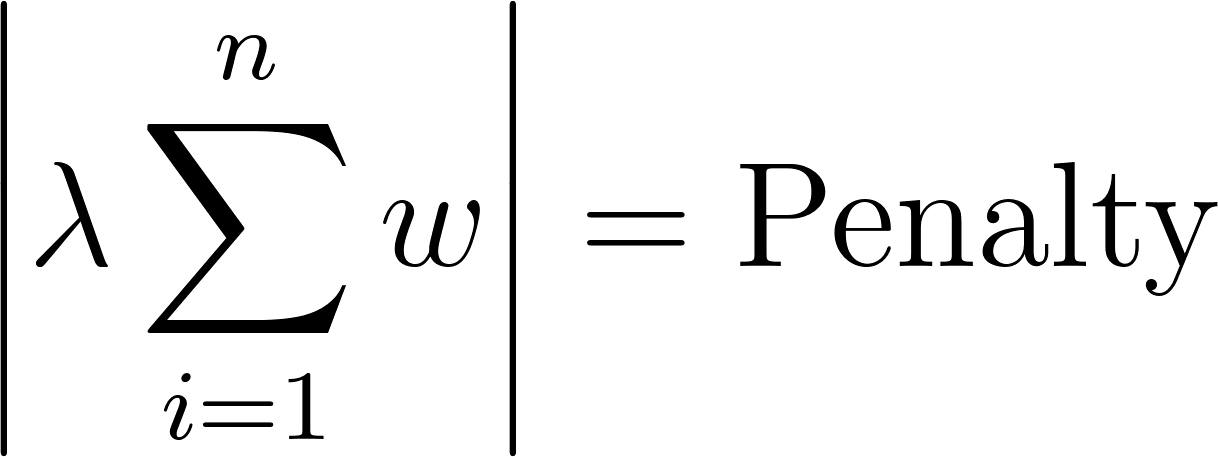 |λ ∑_{i=1}^{n} w| = Penalty